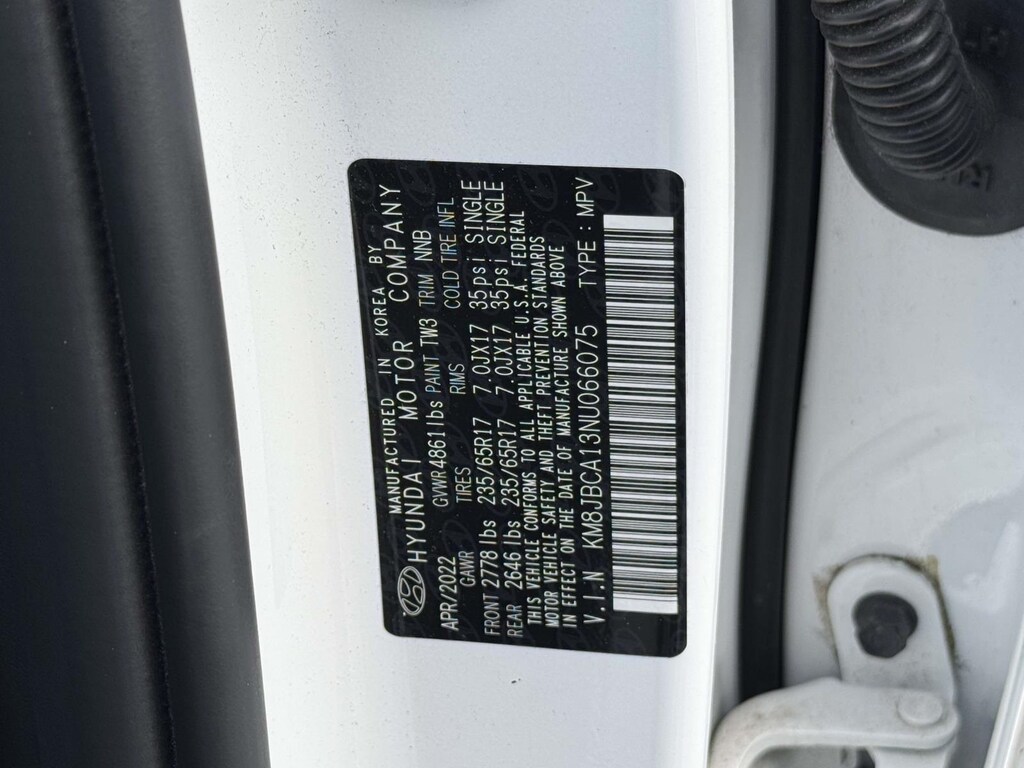 MANUFACTURED IN KOREA BY
HYUNDAI MOTOR COMPANY
APR/2022 GVWR 4861 lbs PAINT TW3 TRIM NNB
GAWR TIRES RIMS COLD TIRE INFL
FRONT 2778 lbs 235/65R17 7.0JX17 35psi SINGLE
REAR 2646 lbs 235/65R17 7.0JX17 35psi SINGLE
THIS VEHICLE CONFORMS TO ALL APPLICABLE U.S.A. FEDERAL
MOTOR VEHICLE SAFETY AND THEFT PREVENTION STANDARDS
IN EFFECT ON THE DATE OF MANUFACTURE SHOWN ABOVE
V.I.N KM8JBCA13NU066075 TYPE : MPV